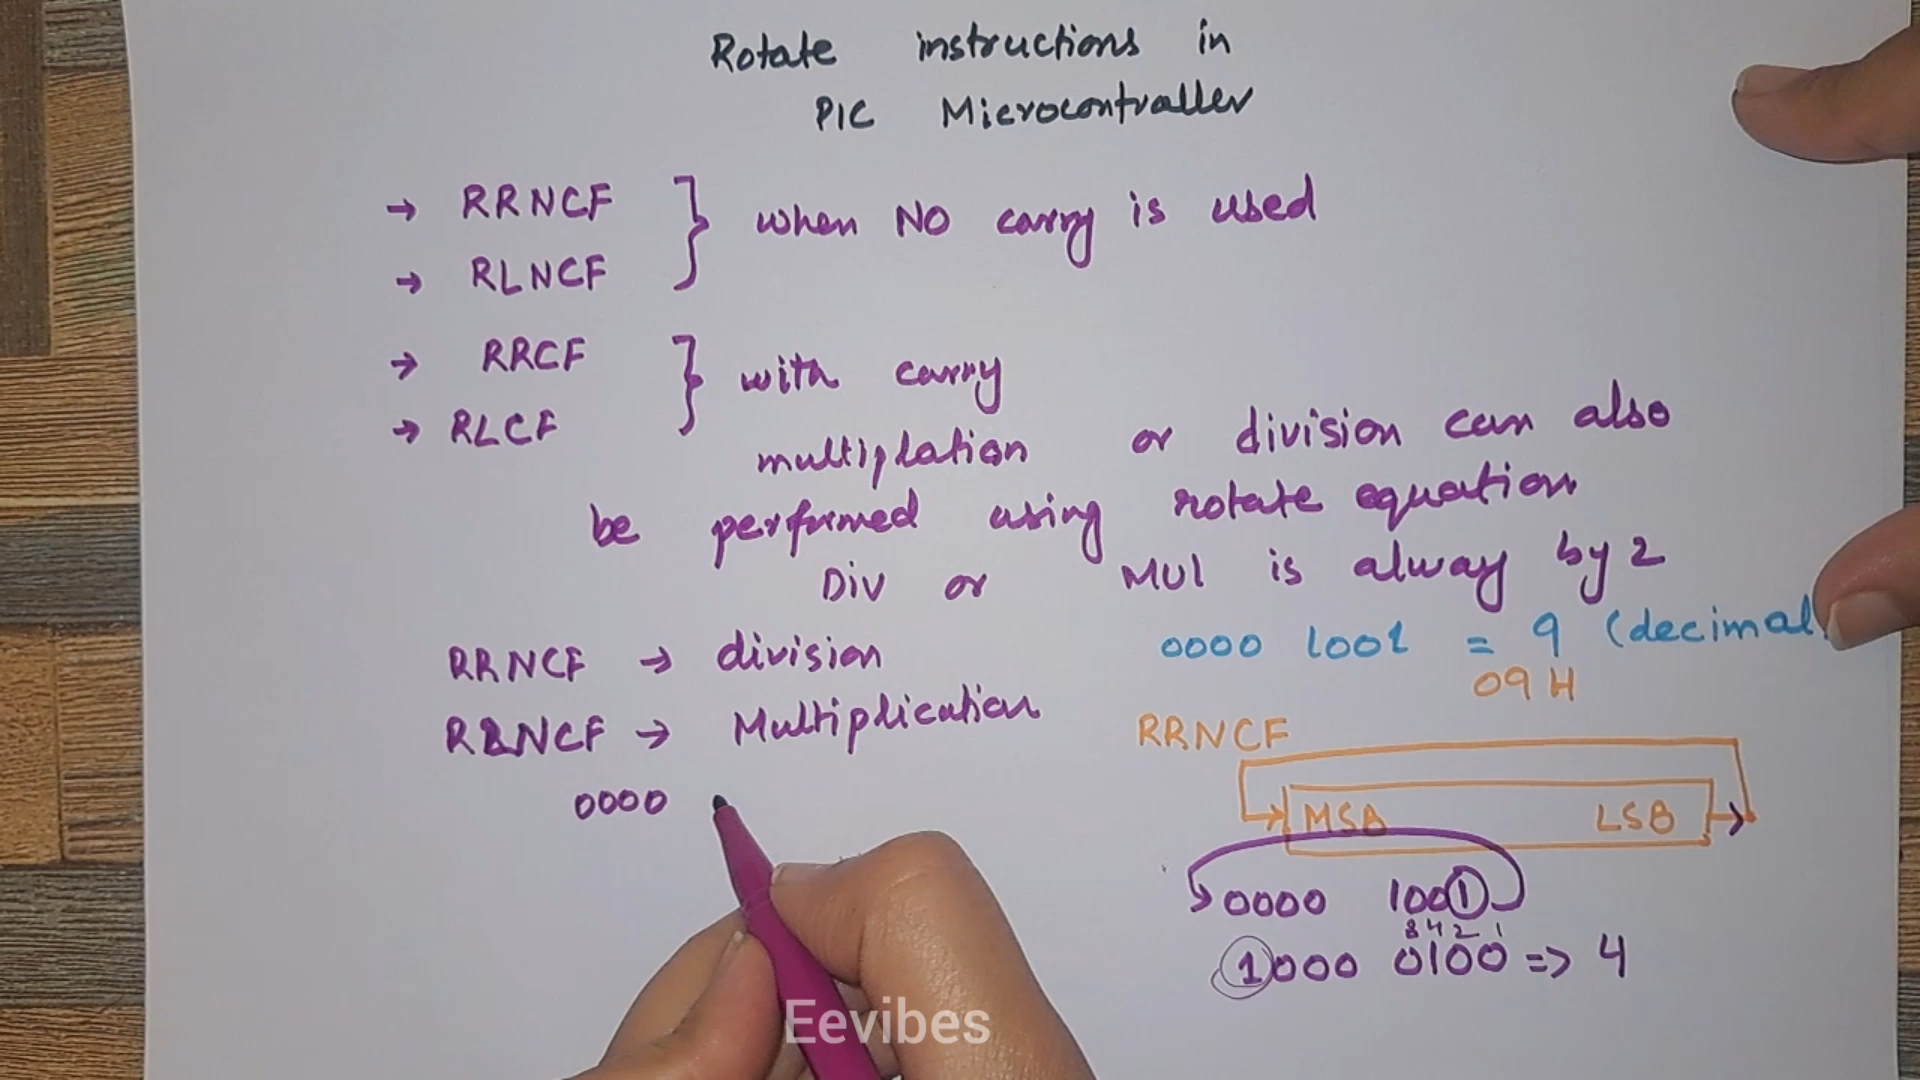 Rotate instructions in
PIC Microcontraller
→ RRNCF } when NO carry is used
→ RLNCF
→ RRCF } with carry
→ RLCF
multiplation or division can also
be performed using rotate equation
Div or MUl is alway by 2
0000 1001 = 9 (decimal
09 H
RRNCF → division
RLNCF → Multiplication
0000
RRNCF
MSB LSB
0000 1001
8 4 2 1
1000 0100 => 4
Eevibes